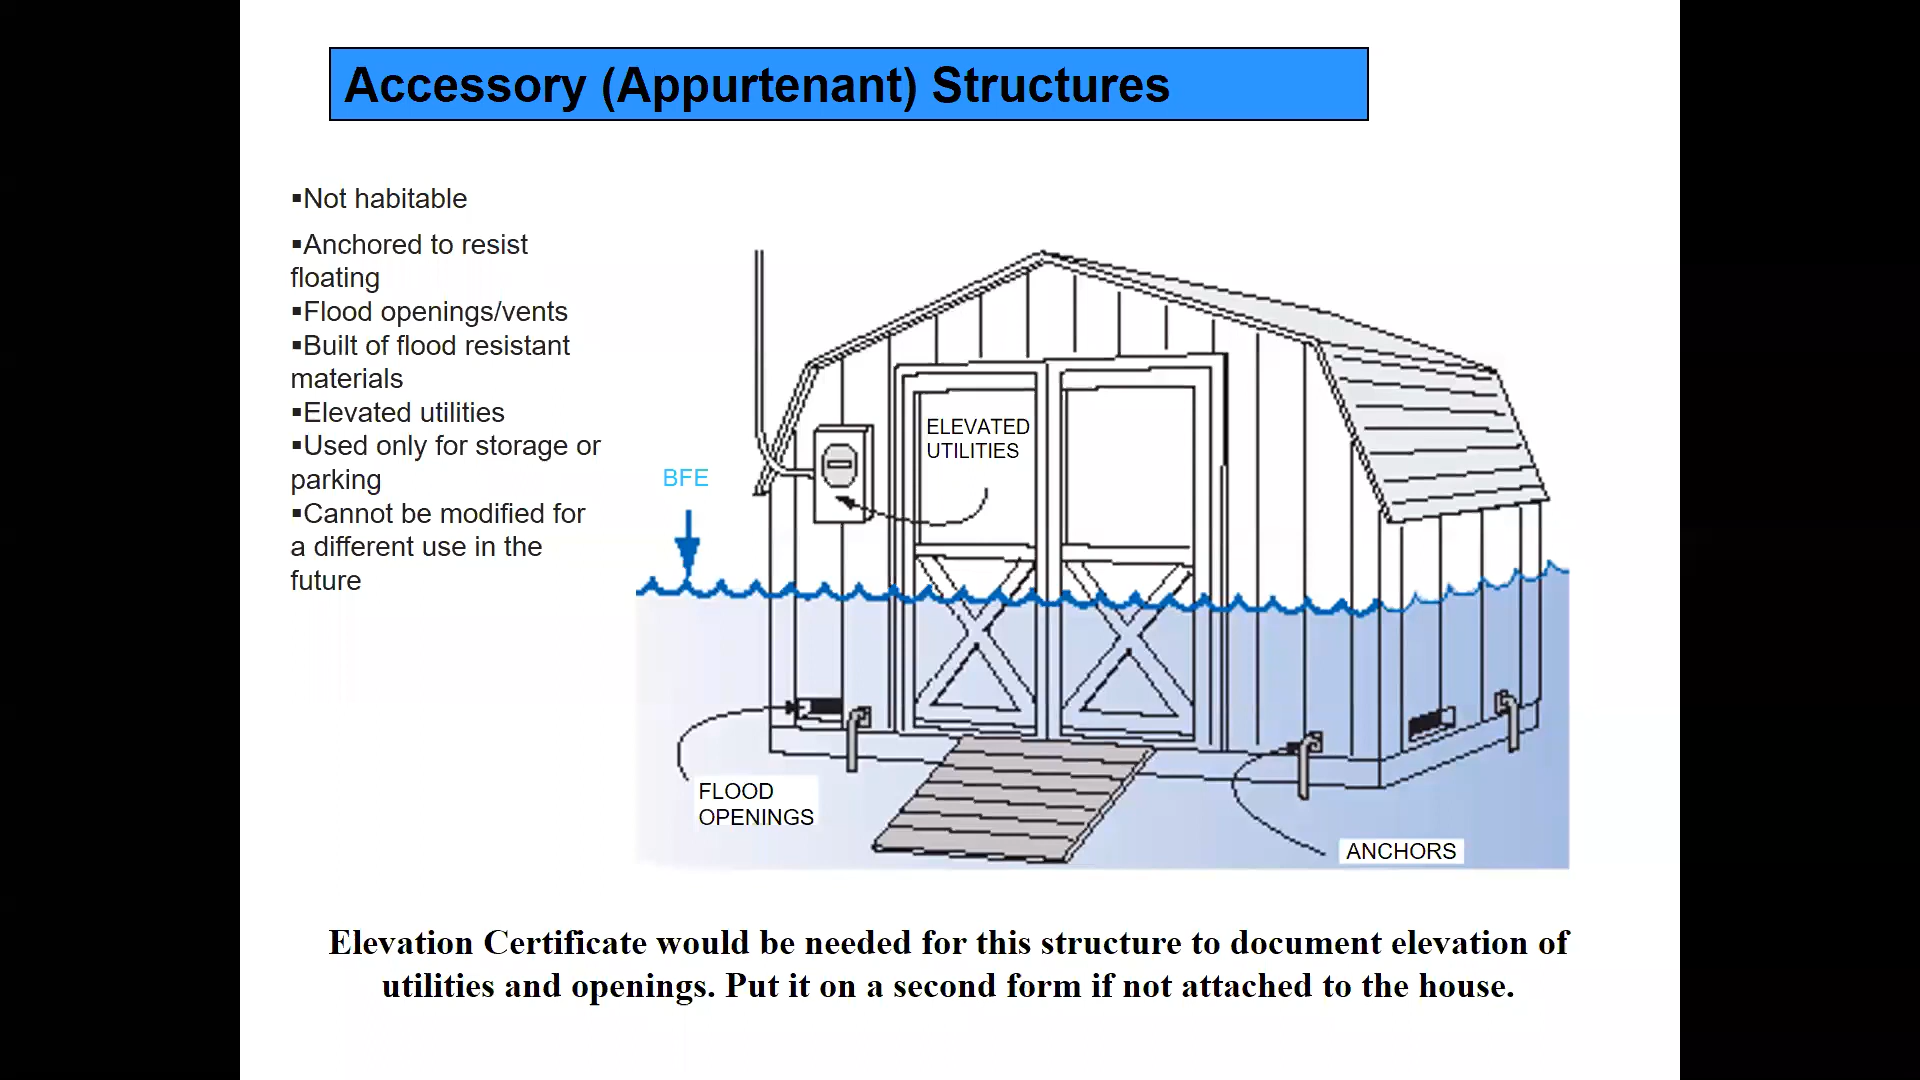 Accessory (Appurtenant) Structures
▪Not habitable
▪Anchored to resist
floating
▪Flood openings/vents
▪Built of flood resistant
materials
▪Elevated utilities
▪Used only for storage or
parking
▪Cannot be modified for
a different use in the
future
BFE
ELEVATED
UTILITIES
FLOOD
OPENINGS
ANCHORS
Elevation Certificate would be needed for this structure to document elevation of
utilities and openings. Put it on a second form if not attached to the house.